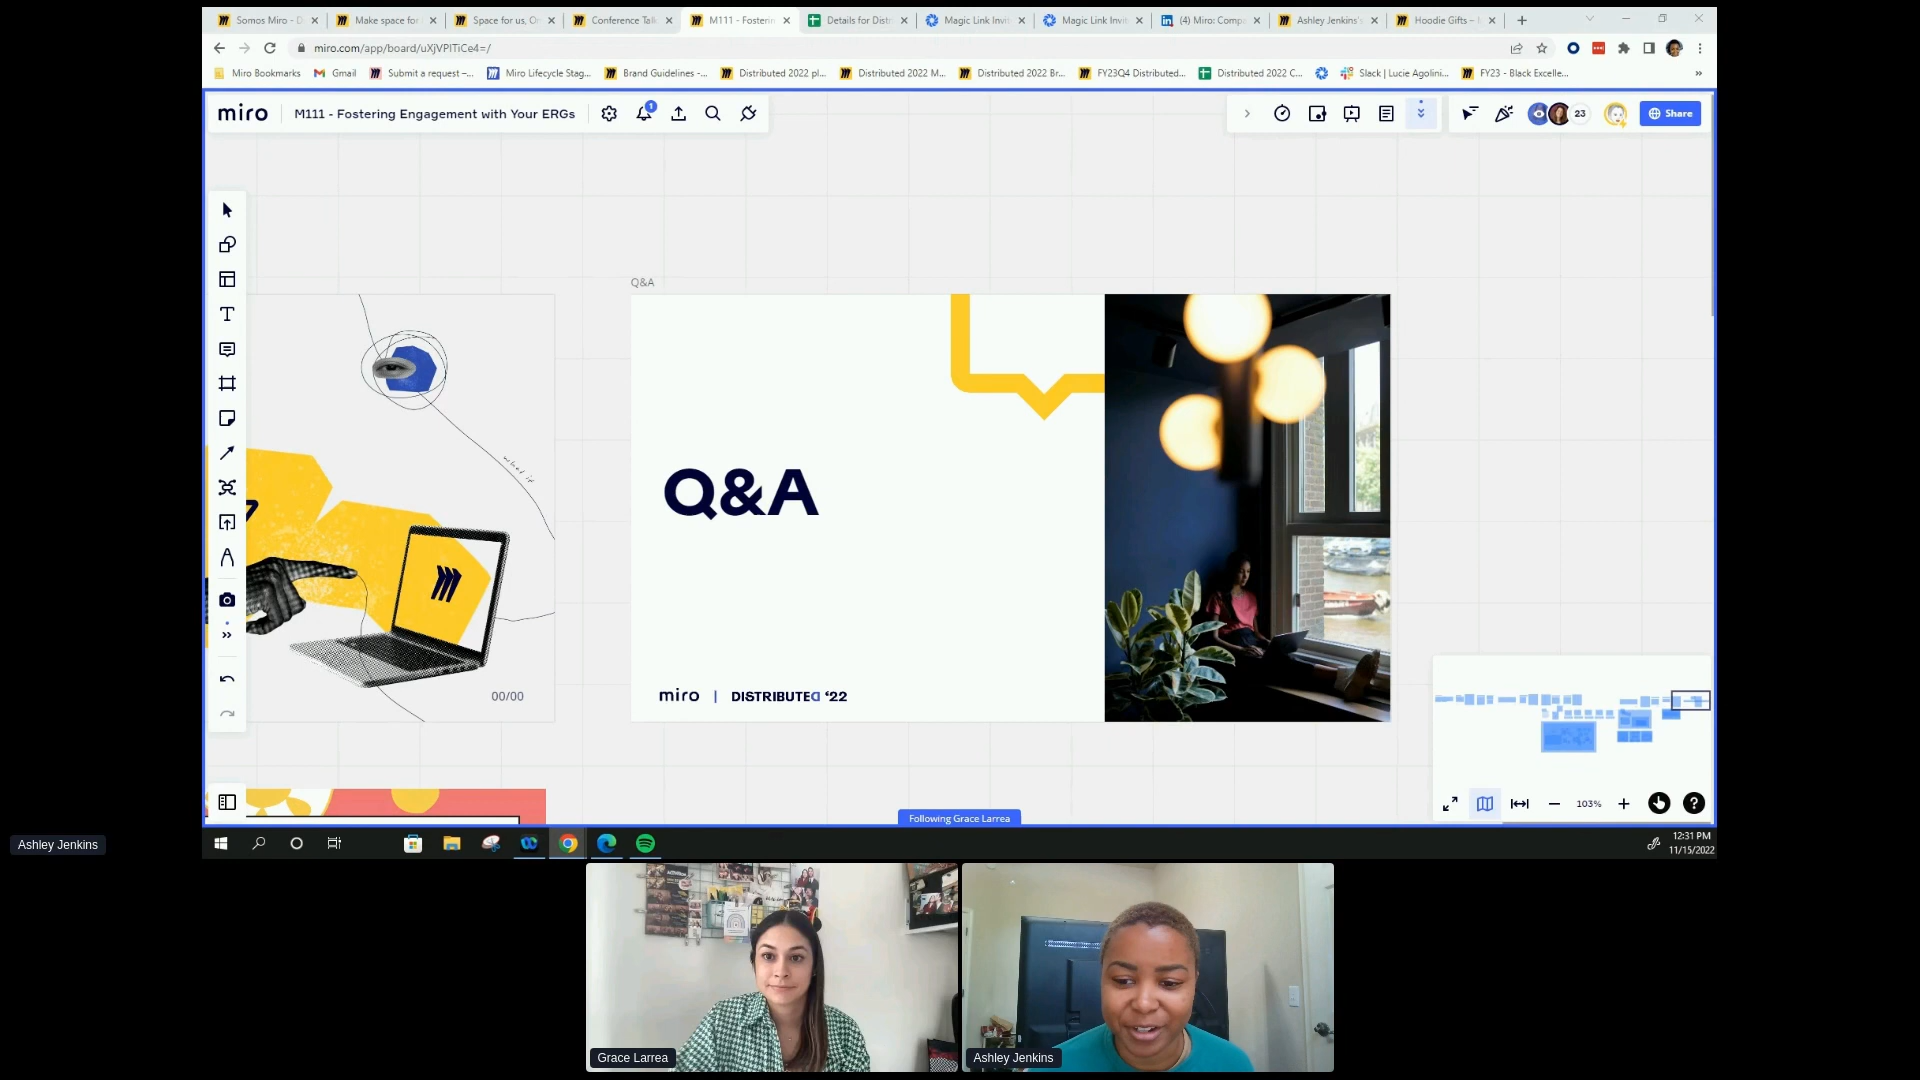 Somos Miro - D
Make space for
Space for us, O
Conference Talk
M111 - Fosterin
Details for Dist
Magic Link Invit
Magic Link Invit
(4) Miro: Comp
Ashley Jenkins's
Hoodie Gifts –
miro.com/app/board/uXjVPlTiCe4=/
Miro Bookmarks
Gmail
Submit a request –...
Miro Lifecycle Stag...
Brand Guidelines -...
Distributed 2022 pl...
Distributed 2022 M...
Distributed 2022 Br...
FY23Q4 Distributed...
Distributed 2022 C...
Slack | Lucie Agolini...
FY23 - Black Excelle...
miro
M111 - Fostering Engagement with Your ERGs
1
23
Share
Q&A
what if
Q&A
00/00
miro | DISTRIBUTED ‘22
103%
Following Grace Larrea
12:31 PM
11/15/2022
Ashley Jenkins
Grace Larrea
Ashley Jenkins